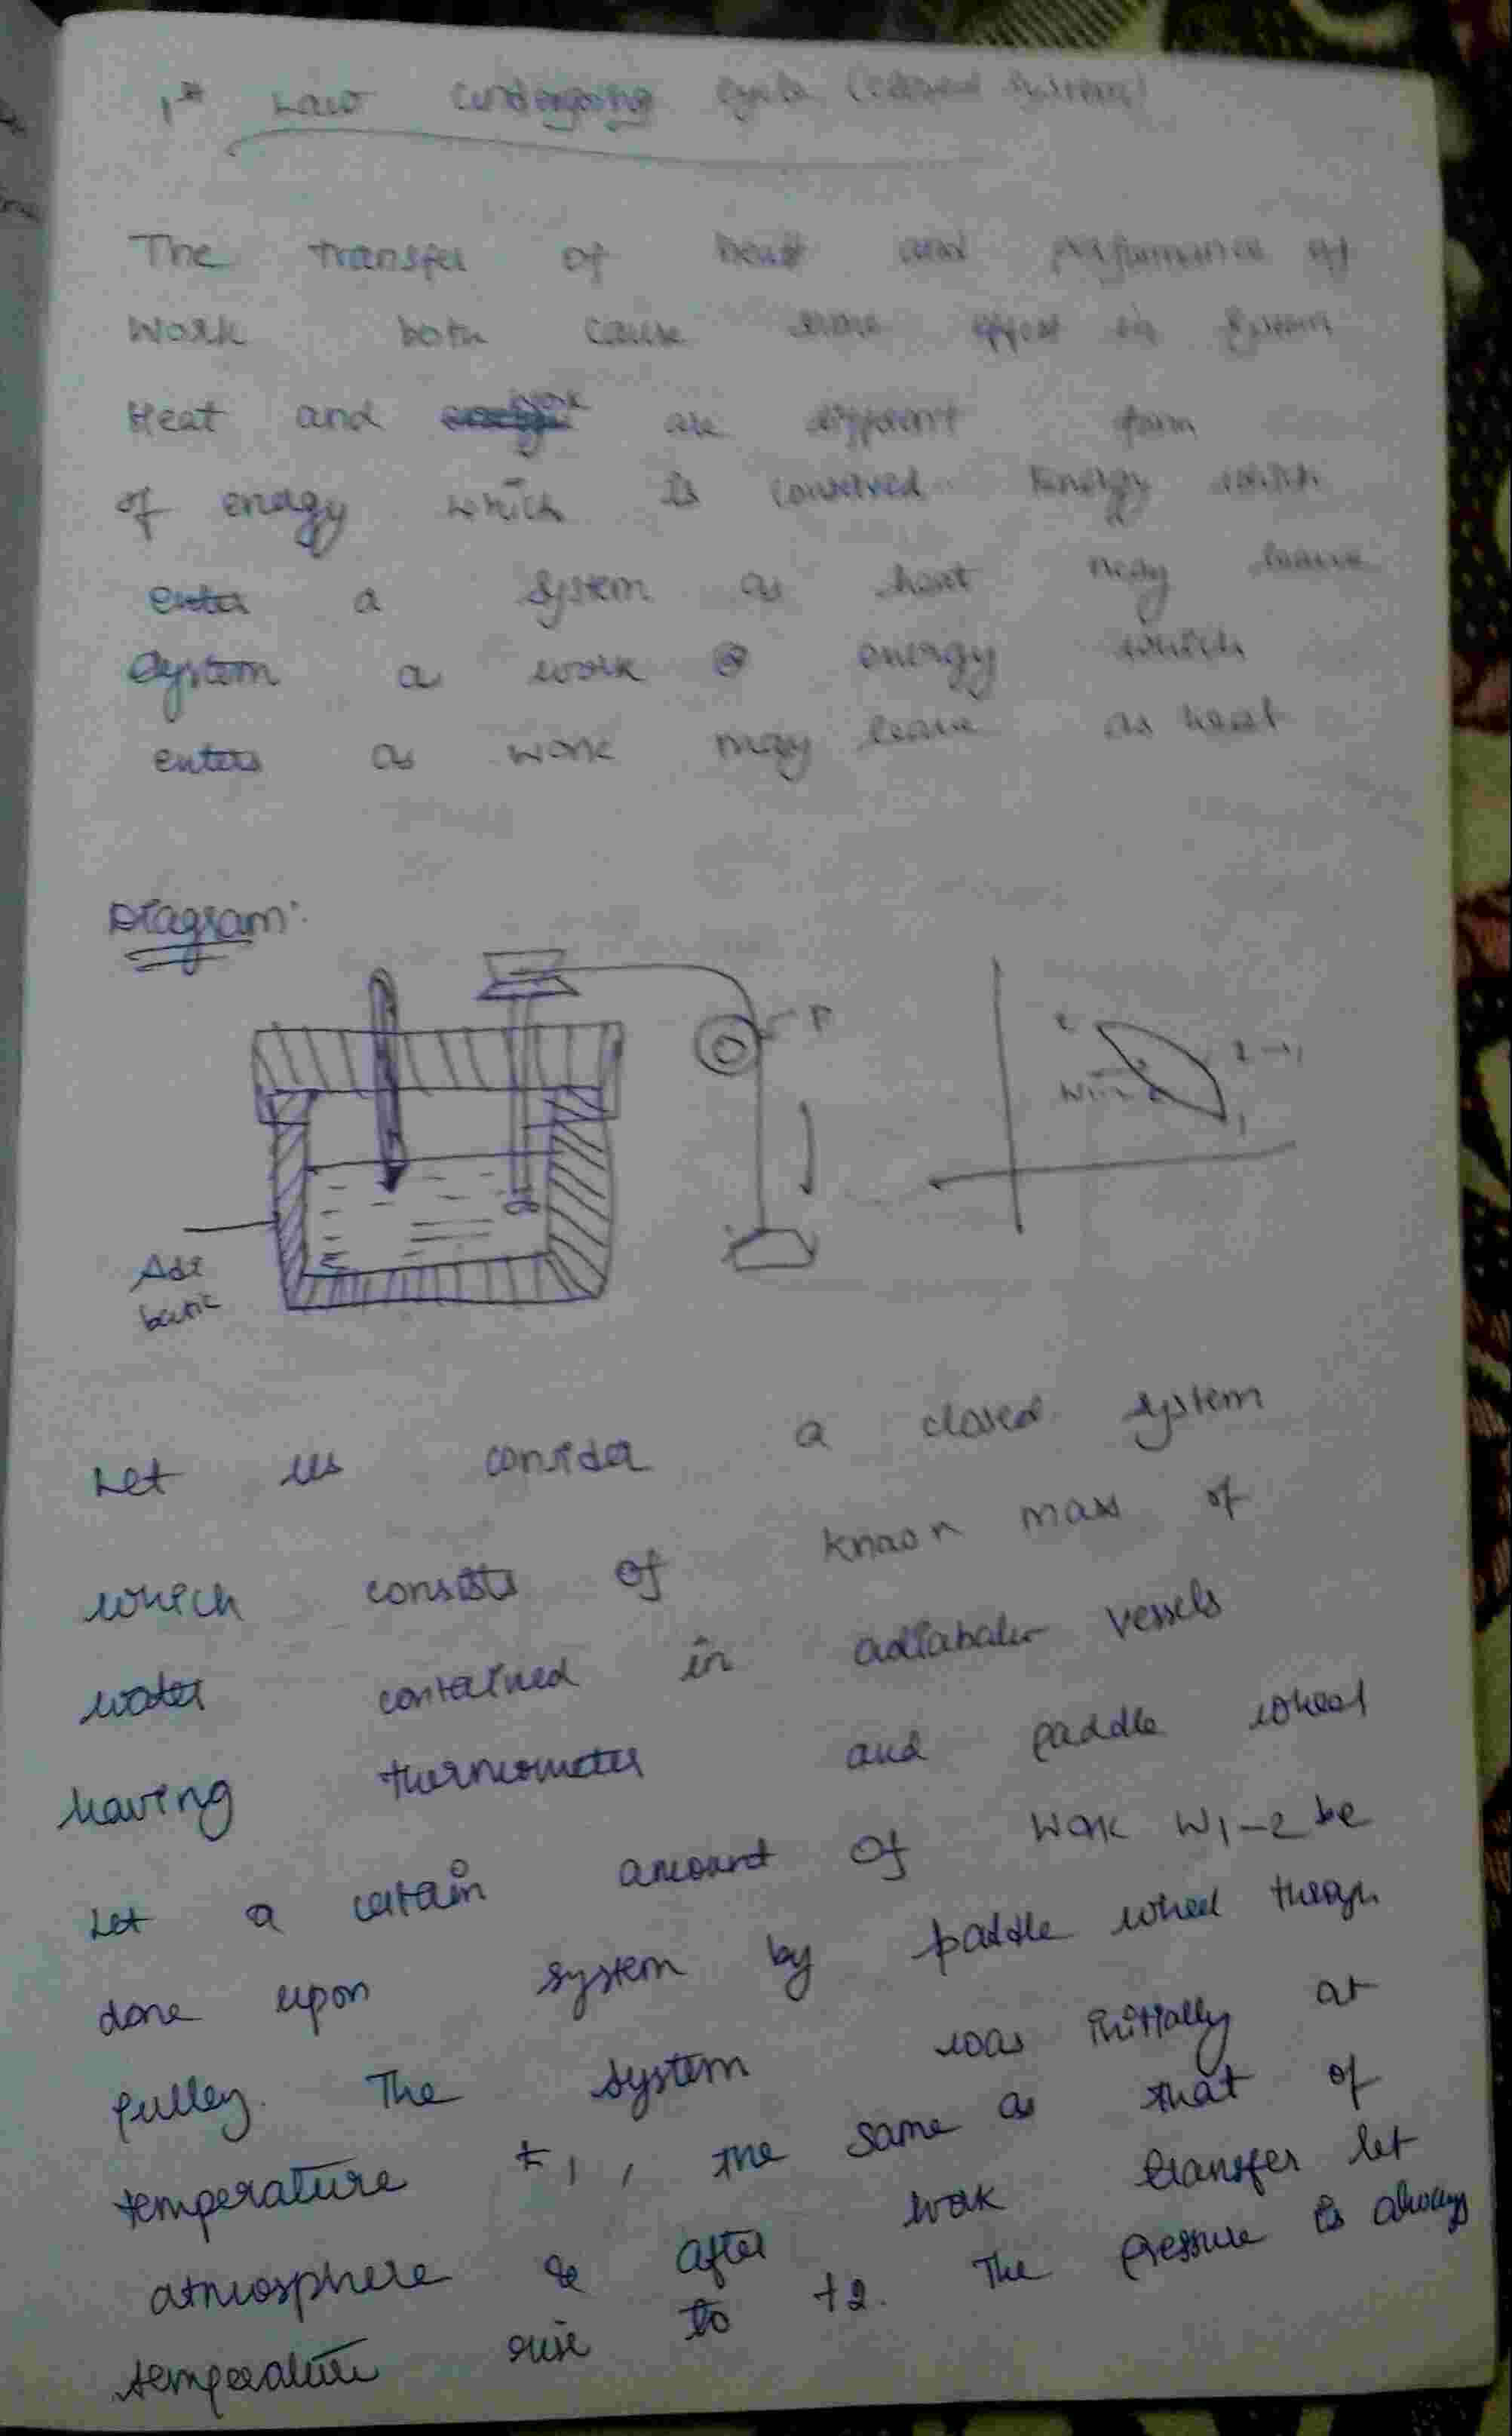 1st Law undergoing cycle (closed system)
The transfer of heat and performance of
work both cause same effect in system
Heat and work are different form
of energy which is conserved. Energy which
enter a system as heat may leave
system a work & energy which
enters as work may leave as heat
Diagram:
P
2
2-1
W1-2
1
Adi
batic
Let us consider a closed system
which consists of known mass of
water contained in adiabatic vessels
having thermometer and paddle wheel
Let a certain amount of work W1-2 be
done upon system by paddle wheel through
pulley. The system was initially at
temperature t1, the same as that of
atmosphere & after work transfer let
temperature rise to t2. The pressure is always